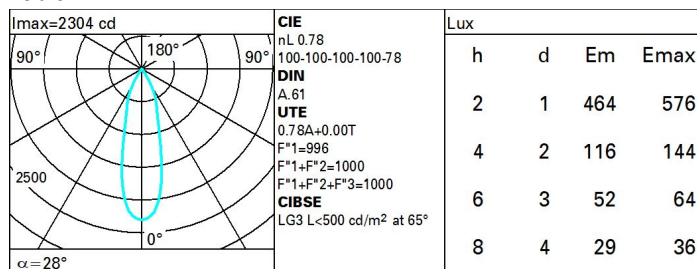 Imax=2304 cd
90° 180° 90°
2500
0°
α=28°
CIE
nL 0.78
100-100-100-100-78
DIN
A.61
UTE
0.78A+0.00T
F"1=996
F"1+F"2=1000
F"1+F"2+F"3=1000
CIBSE
LG3 L<500 cd/m² at 65°
Lux
h d Em Emax
2 1 464 576
4 2 116 144
6 3 52 64
8 4 29 36